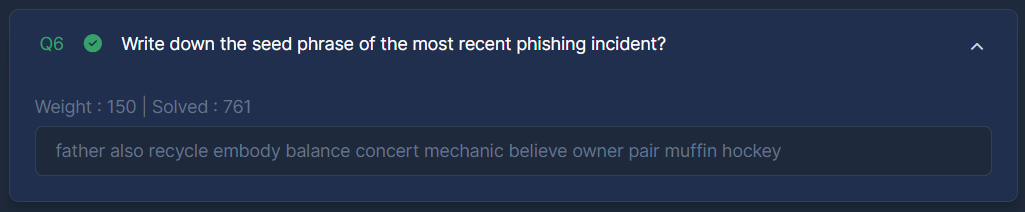 Q6 Write down the seed phrase of the most recent phishing incident?
Weight : 150 | Solved : 761
father also recycle embody balance concert mechanic believe owner pair muffin hockey